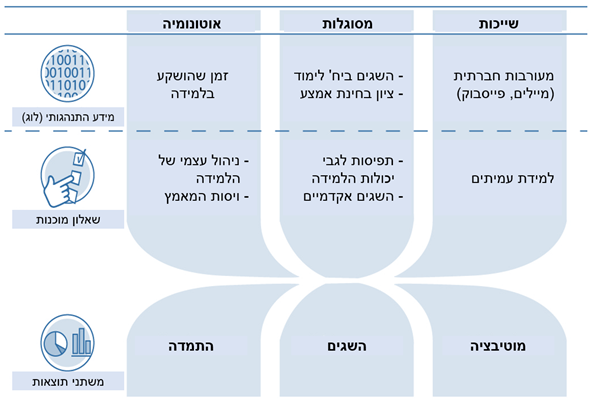 שייכות
מסוגלות
אוטונומיה
מידע התנהגותי (לוג)
מעורבות חברתית
(מיילים, פייסבוק)
- השגים ביח' לימוד
- ציון בחינת אמצע
זמן שהושקע
בלמידה
שאלון מוכנות
למידת עמיתים
- תפיסות לגבי
יכולות הלמידה
- השגים אקדמיים
- ניהול עצמי של
הלמידה
- ויסות המאמץ
משתני תוצאות
מוטיבציה
השגים
התמדה